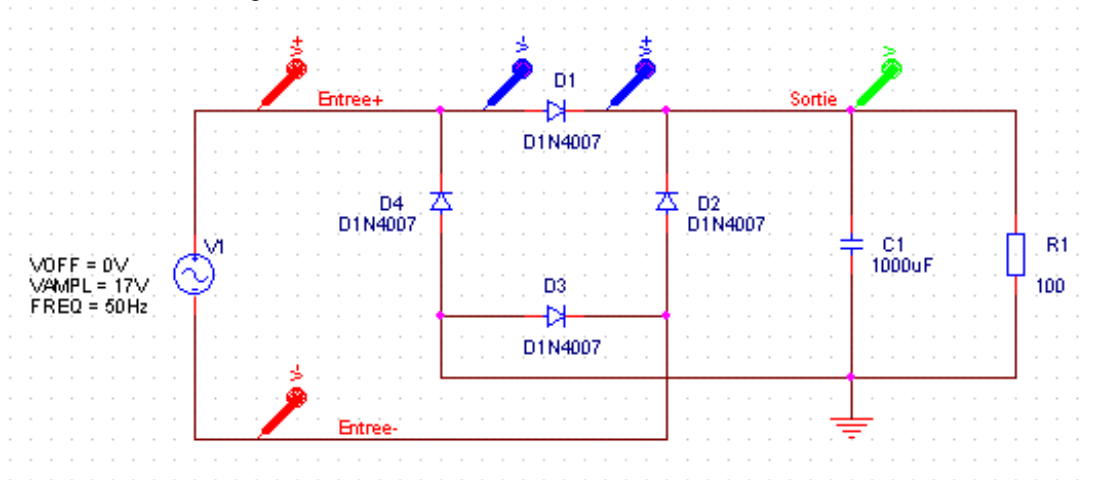 V+
V-
V+
V
D1
Entree+
Sortie
D1N4007
D4
D1N4007
D2
D1N4007
V1
C1
1000uF
R1
100
VOFF = 0V
VAMPL = 17V
FREQ = 50Hz
D3
D1N4007
V-
Entree-